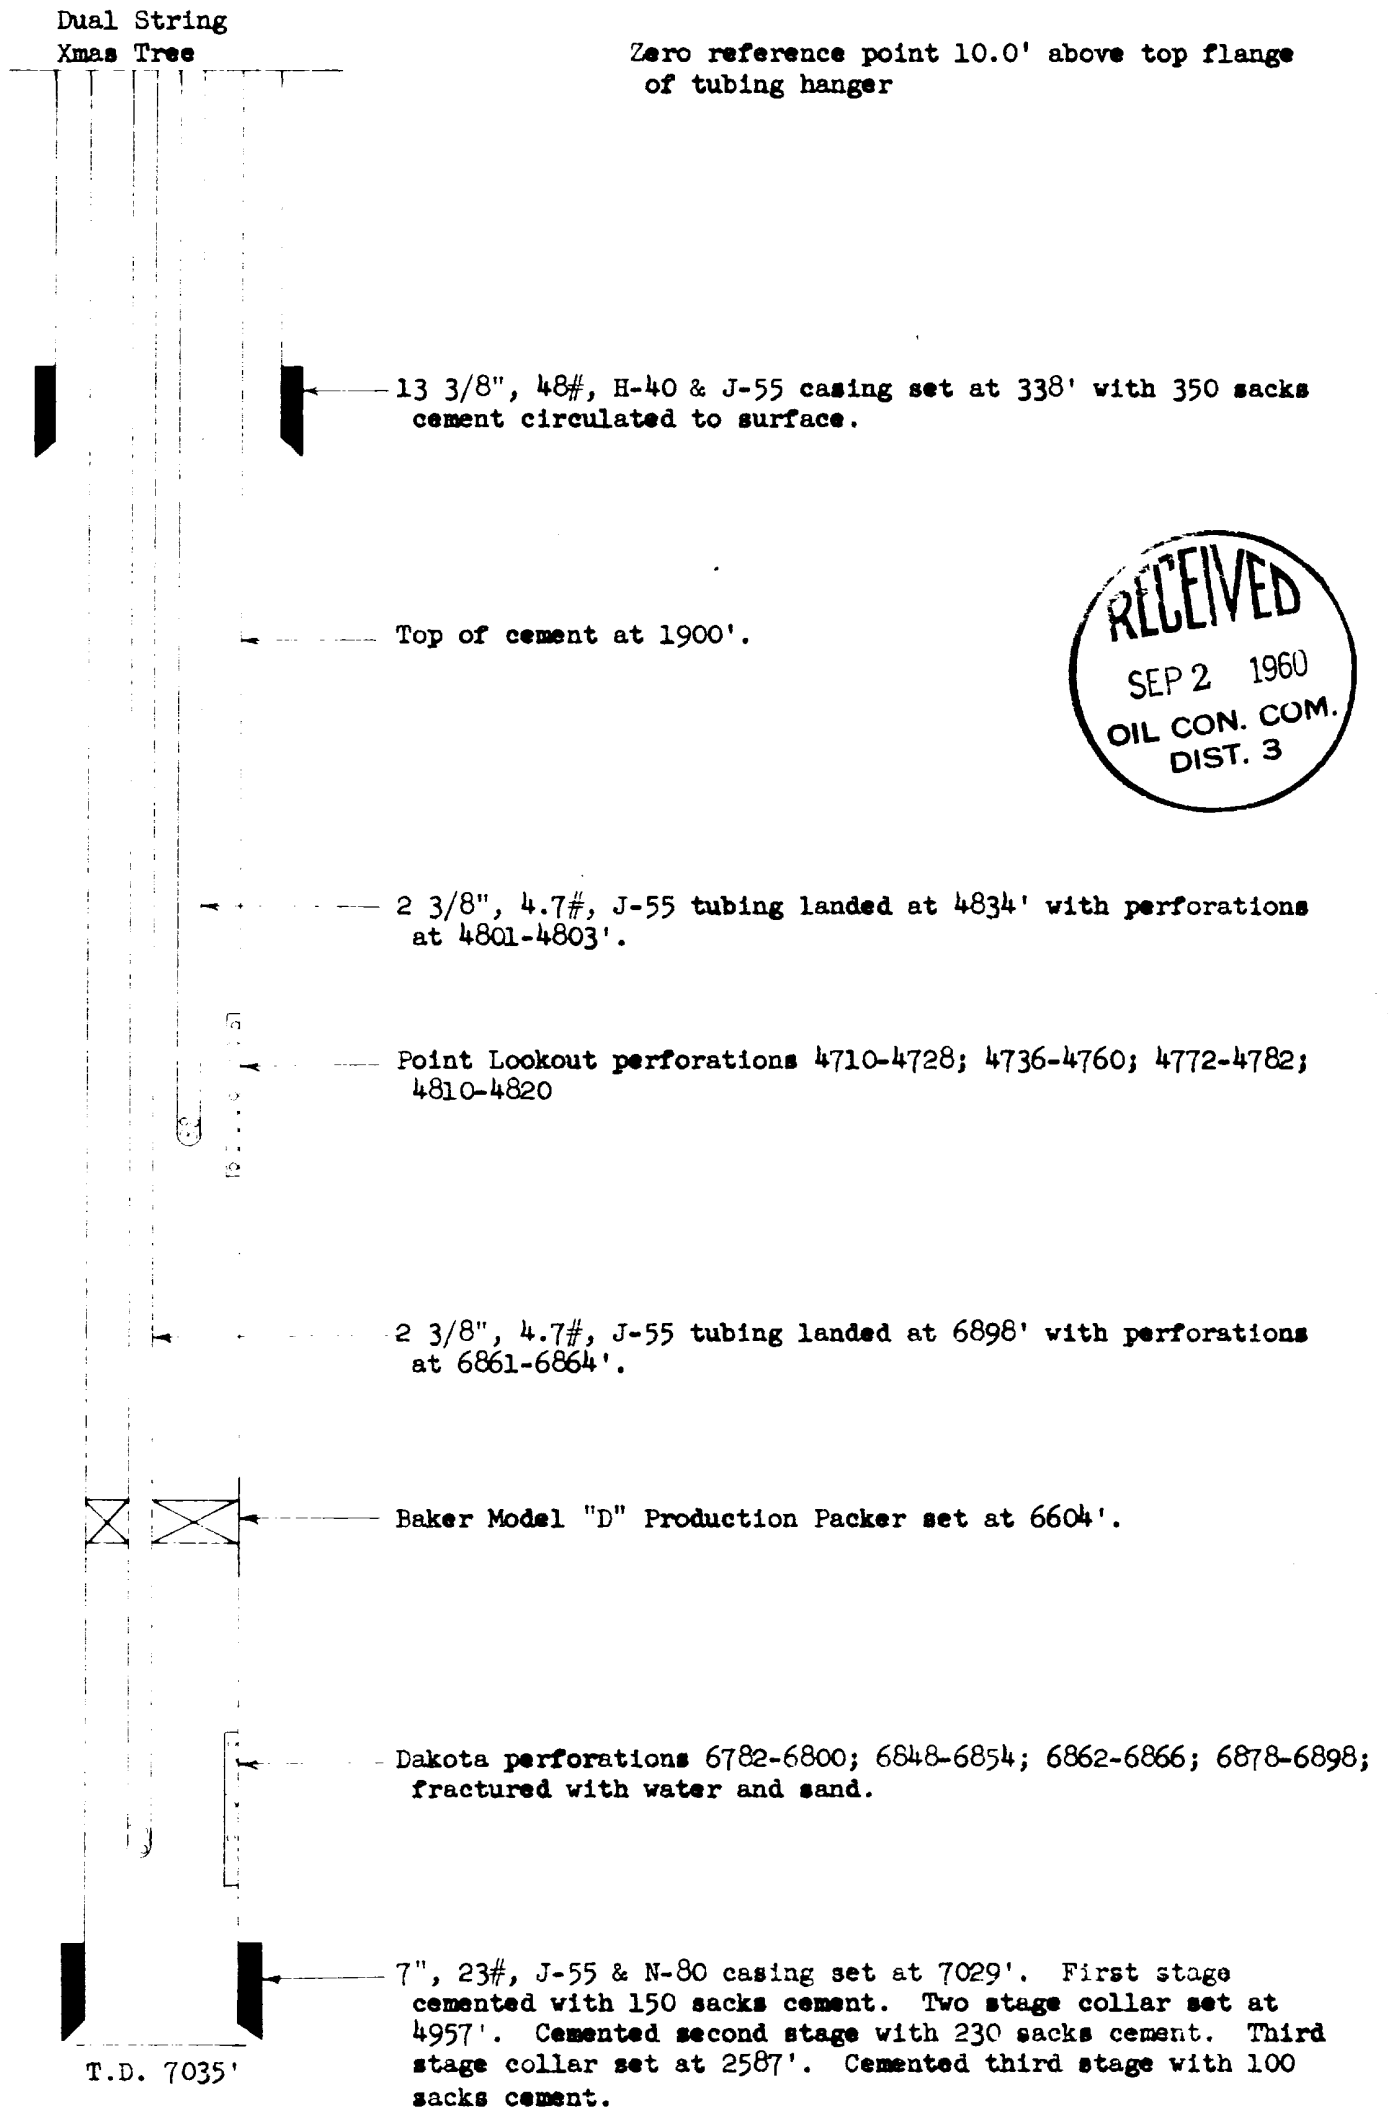 Dual String
Xmas Tree
Zero reference point 10.0' above top flange
of tubing hanger
13 3/8", 48#, H-40 & J-55 casing set at 338' with 350 sacks
cement circulated to surface.
RECEIVED
SEP 2 1960
OIL CON. COM.
DIST. 3
Top of cement at 1900'.
2 3/8", 4.7#, J-55 tubing landed at 4834' with perforations
at 4801-4803'.
Point Lookout perforations 4710-4728; 4736-4760; 4772-4782;
4810-4820
2 3/8", 4.7#, J-55 tubing landed at 6898' with perforations
at 6861-6864'.
Baker Model "D" Production Packer set at 6604'.
Dakota perforations 6782-6800; 6848-6854; 6862-6866; 6878-6898;
fractured with water and sand.
7", 23#, J-55 & N-80 casing set at 7029'. First stage
cemented with 150 sacks cement. Two stage collar set at
4957'. Cemented second stage with 230 sacks cement. Third
stage collar set at 2587'. Cemented third stage with 100
sacks cement.
T.D. 7035'